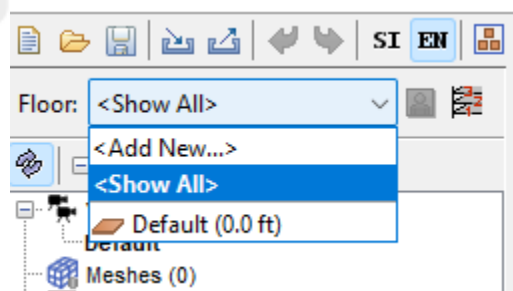 SI EN
Floor: <Show All>
<Add New...>
<Show All>
Default (0.0 ft)
Default
Meshes (0)